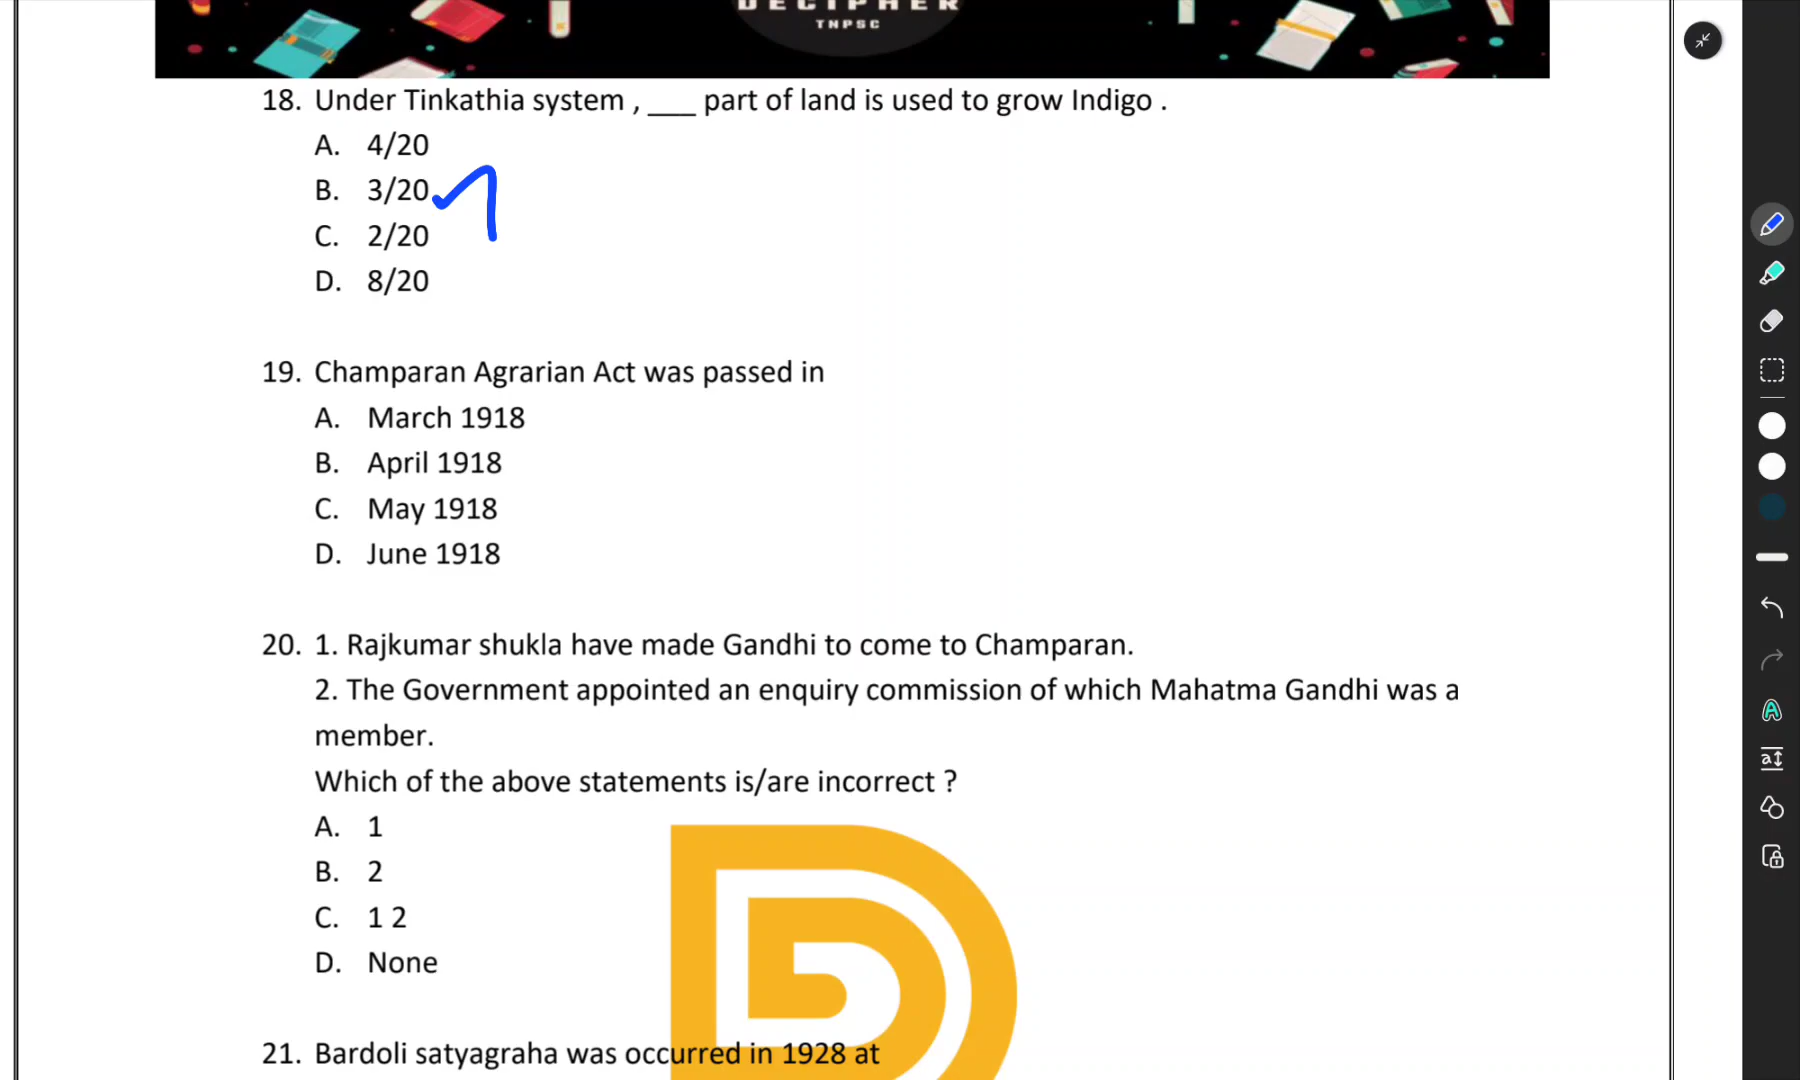 DECIPHER
TNPSC
18. Under Tinkathia system , ___ part of land is used to grow Indigo .
A. 4/20
B. 3/20
C. 2/20
D. 8/20
19. Champaran Agrarian Act was passed in
A. March 1918
B. April 1918
C. May 1918
D. June 1918
20. 1. Rajkumar shukla have made Gandhi to come to Champaran.
2. The Government appointed an enquiry commission of which Mahatma Gandhi was a
member.
Which of the above statements is/are incorrect ?
A. 1
B. 2
C. 1 2
D. None
21. Bardoli satyagraha was occurred in 1928 at